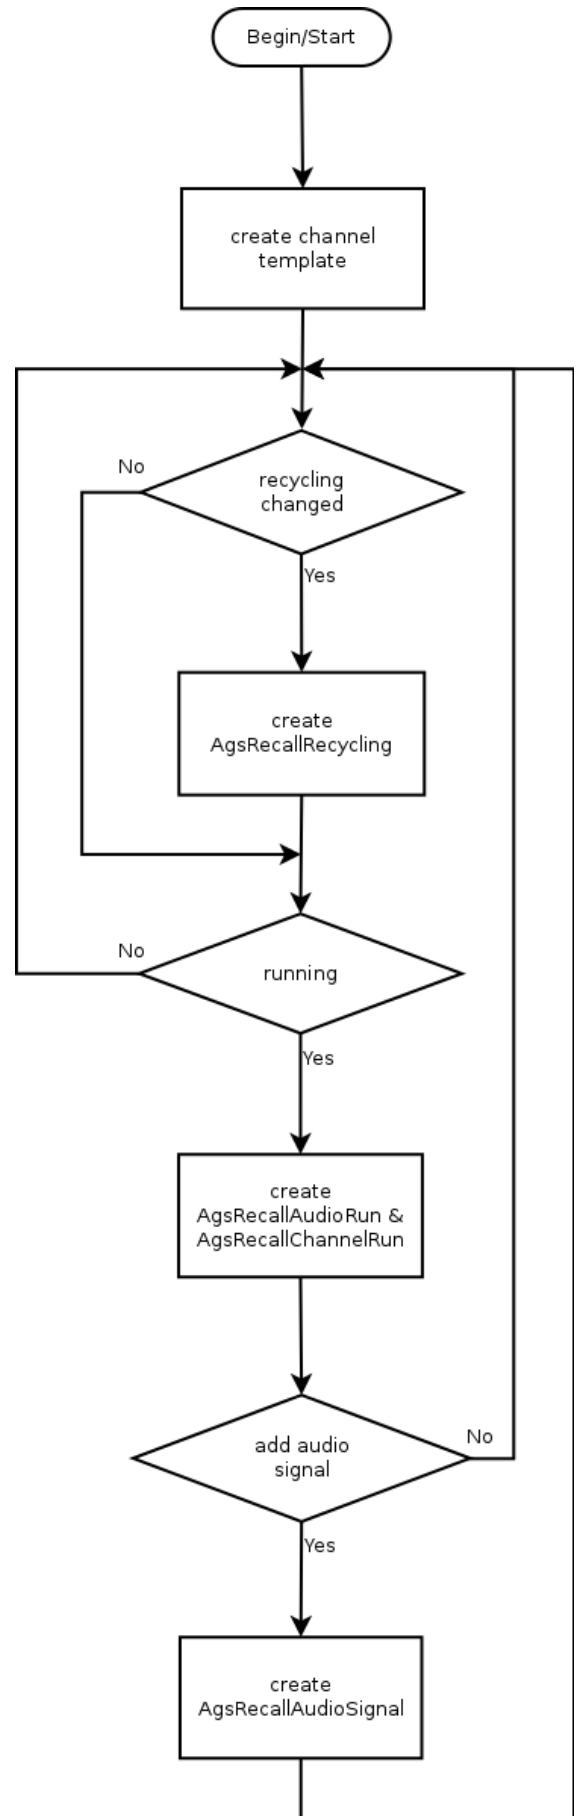 Begin/Start
create channel
template
No
recycling
changed
Yes
create
AgsRecallRecycling
No
running
Yes
create
AgsRecallAudioRun &
AgsRecallChannelRun
add audio
signal
No
Yes
create
AgsRecallAudioSignal